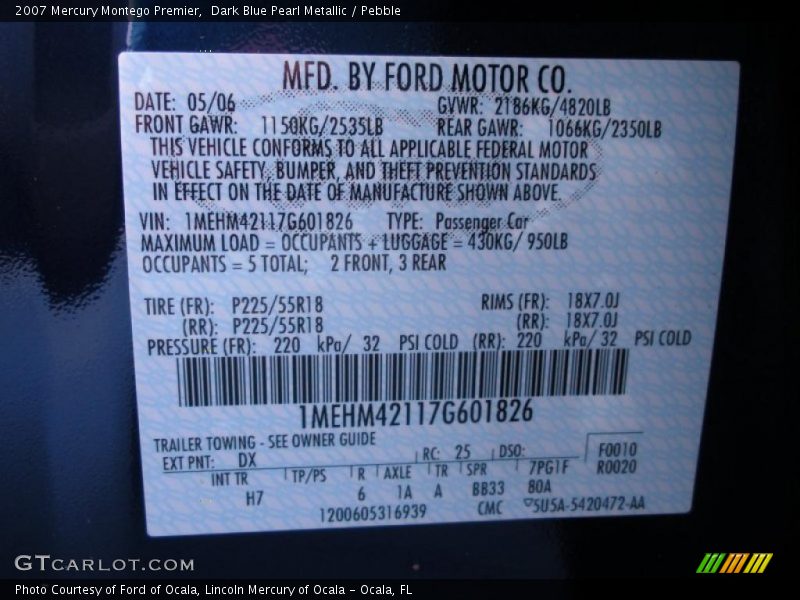 2007 Mercury Montego Premier,  Dark Blue Pearl Metallic / Pebble
MFD. BY FORD MOTOR CO.
DATE: 05/06 GVWR: 2186KG/4820LB
FRONT GAWR: 1150KG/2535LB REAR GAWR: 1066KG/2350LB
THIS VEHICLE CONFORMS TO ALL APPLICABLE FEDERAL MOTOR
VEHICLE SAFETY, BUMPER, AND THEFT PREVENTION STANDARDS
IN EFFECT ON THE DATE OF MANUFACTURE SHOWN ABOVE.
VIN: 1MEHM42117G601826 TYPE: Passenger Car
MAXIMUM LOAD = OCCUPANTS + LUGGAGE = 430KG/ 950LB
OCCUPANTS = 5 TOTAL; 2 FRONT, 3 REAR
TIRE (FR): P225/55R18 RIMS (FR): 18X7.0J
(RR): P225/55R18 (RR): 18X7.0J
PRESSURE (FR): 220 kPa/ 32 PSI COLD (RR): 220 kPa/ 32 PSI COLD
1MEHM42117G601826
TRAILER TOWING - SEE OWNER GUIDE
EXT PNT: DX RC: 25 DSO: F0010
INT TR TP/PS R AXLE TR SPR 7PG1F R0020
H7 6 1A A BB33 80A
1200605316939 CMC 5U5A-5420472-AA
GTCARLOT.COM
Photo Courtesy of Ford of Ocala, Lincoln Mercury of Ocala – Ocala, FL